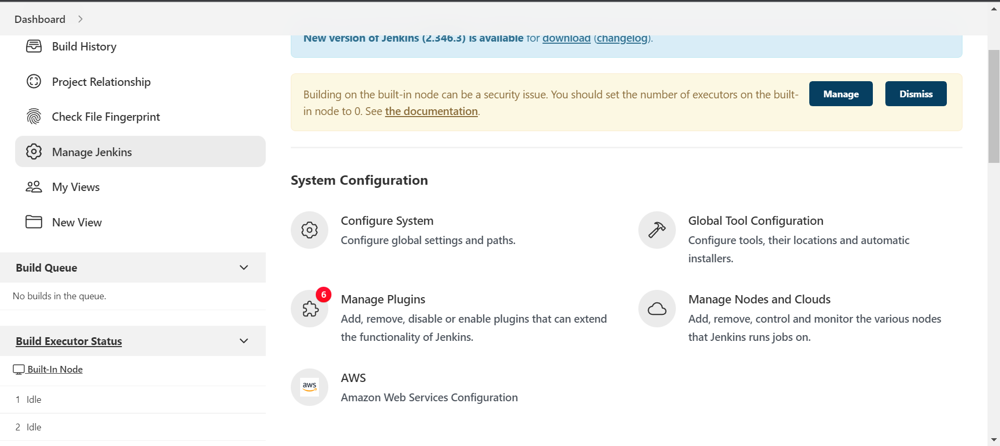 Dashboard
Build History
Project Relationship
Check File Fingerprint
Manage Jenkins
My Views
New View
Build Queue
No builds in the queue.
Build Executor Status
Built-In Node
1 Idle
2 Idle
New version of Jenkins (2.346.3) is available for download (changelog).
Building on the built-in node can be a security issue. You should set the number of executors on the built-
in node to 0. See the documentation.
Manage
Dismiss
System Configuration
Configure System
Configure global settings and paths.
Global Tool Configuration
Configure tools, their locations and automatic
installers.
6
Manage Plugins
Add, remove, disable or enable plugins that can extend
the functionality of Jenkins.
Manage Nodes and Clouds
Add, remove, control and monitor the various nodes
that Jenkins runs jobs on.
aws
AWS
Amazon Web Services Configuration